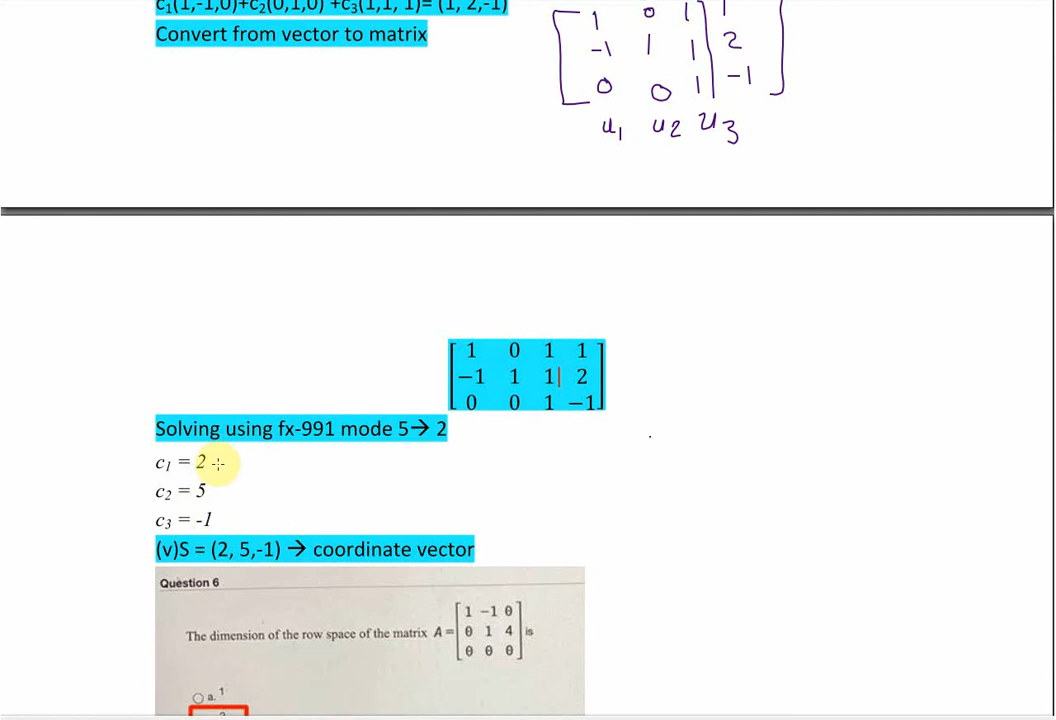 c₁(1,-1,0)+c₂(0,1,0) +c₃(1,1, 1)= (1, 2,-1)
Convert from vector to matrix
1 0 1 1
-1 1 1 2
0 0 1 -1
u₁ u₂ u₃
1 0 1 1
−1 1 1| 2
0 0 1 −1
Solving using fx-991 mode 5→ 2
c₁ = 2
c₂ = 5
c₃ = -1
(v)S = (2, 5,-1) → coordinate vector
Question 6
The dimension of the row space of the matrix A = [1 -1 0
0 1 4
0 0 0] is
a. 1